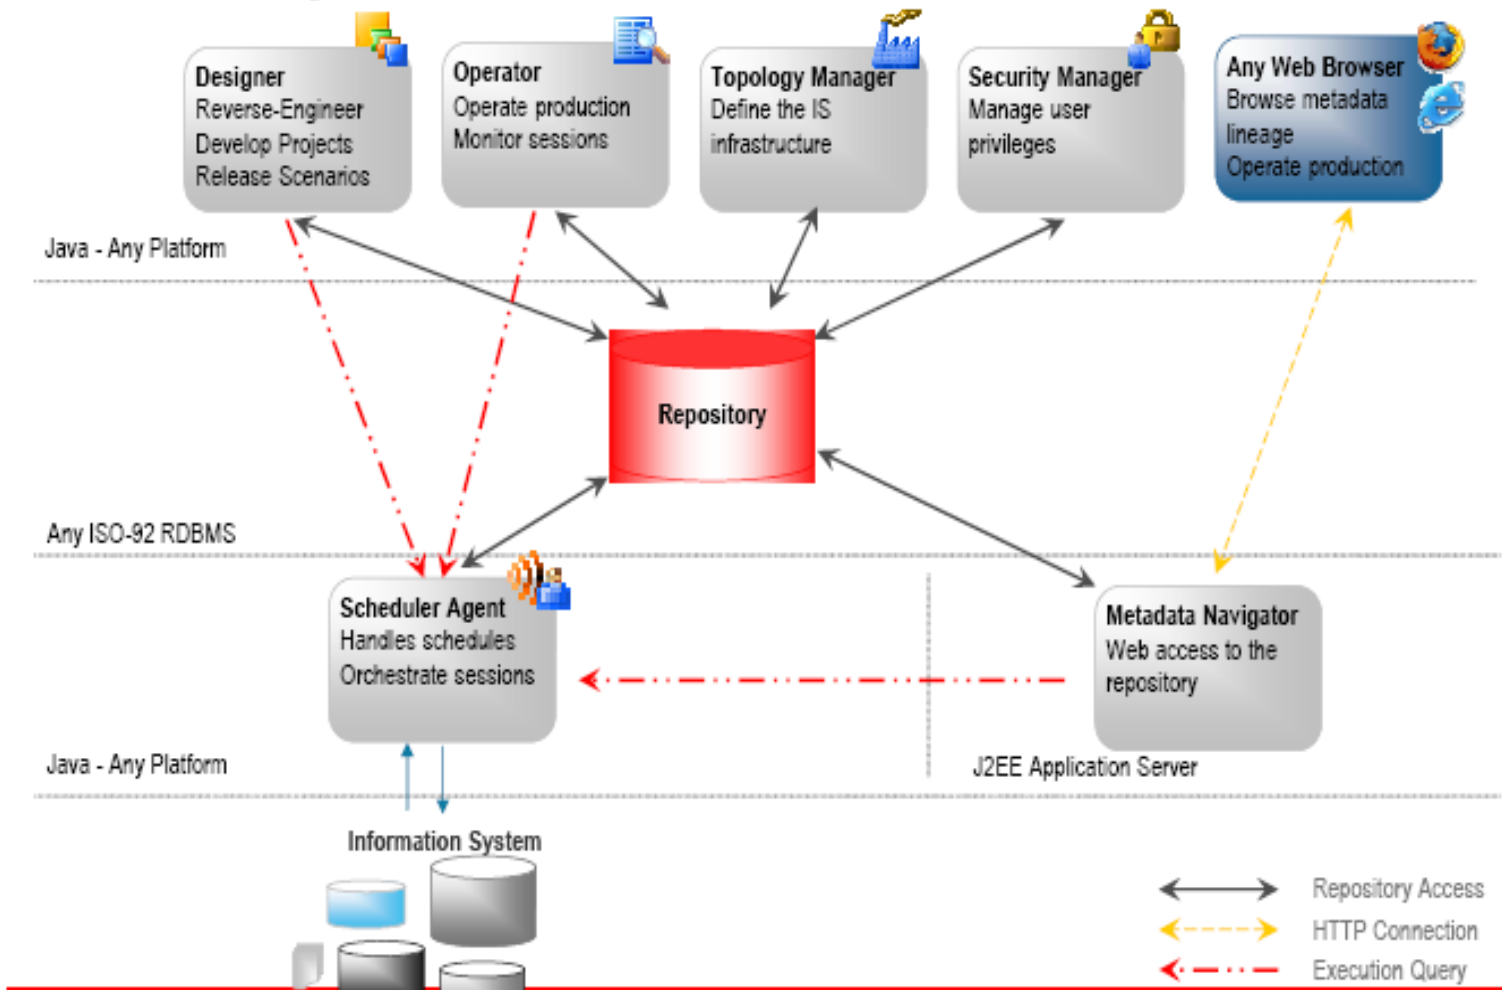 Designer
Reverse-Engineer
Develop Projects
Release Scenarios
Operator
Operate production
Monitor sessions
Topology Manager
Define the IS
infrastructure
Security Manager
Manage user
privileges
Any Web Browser
Browse metadata
lineage
Operate production
Java - Any Platform
Repository
Any ISO-92 RDBMS
Scheduler Agent
Handles schedules
Orchestrate sessions
Metadata Navigator
Web access to the
repository
Java - Any Platform
J2EE Application Server
Information System
Repository Access
HTTP Connection
Execution Query